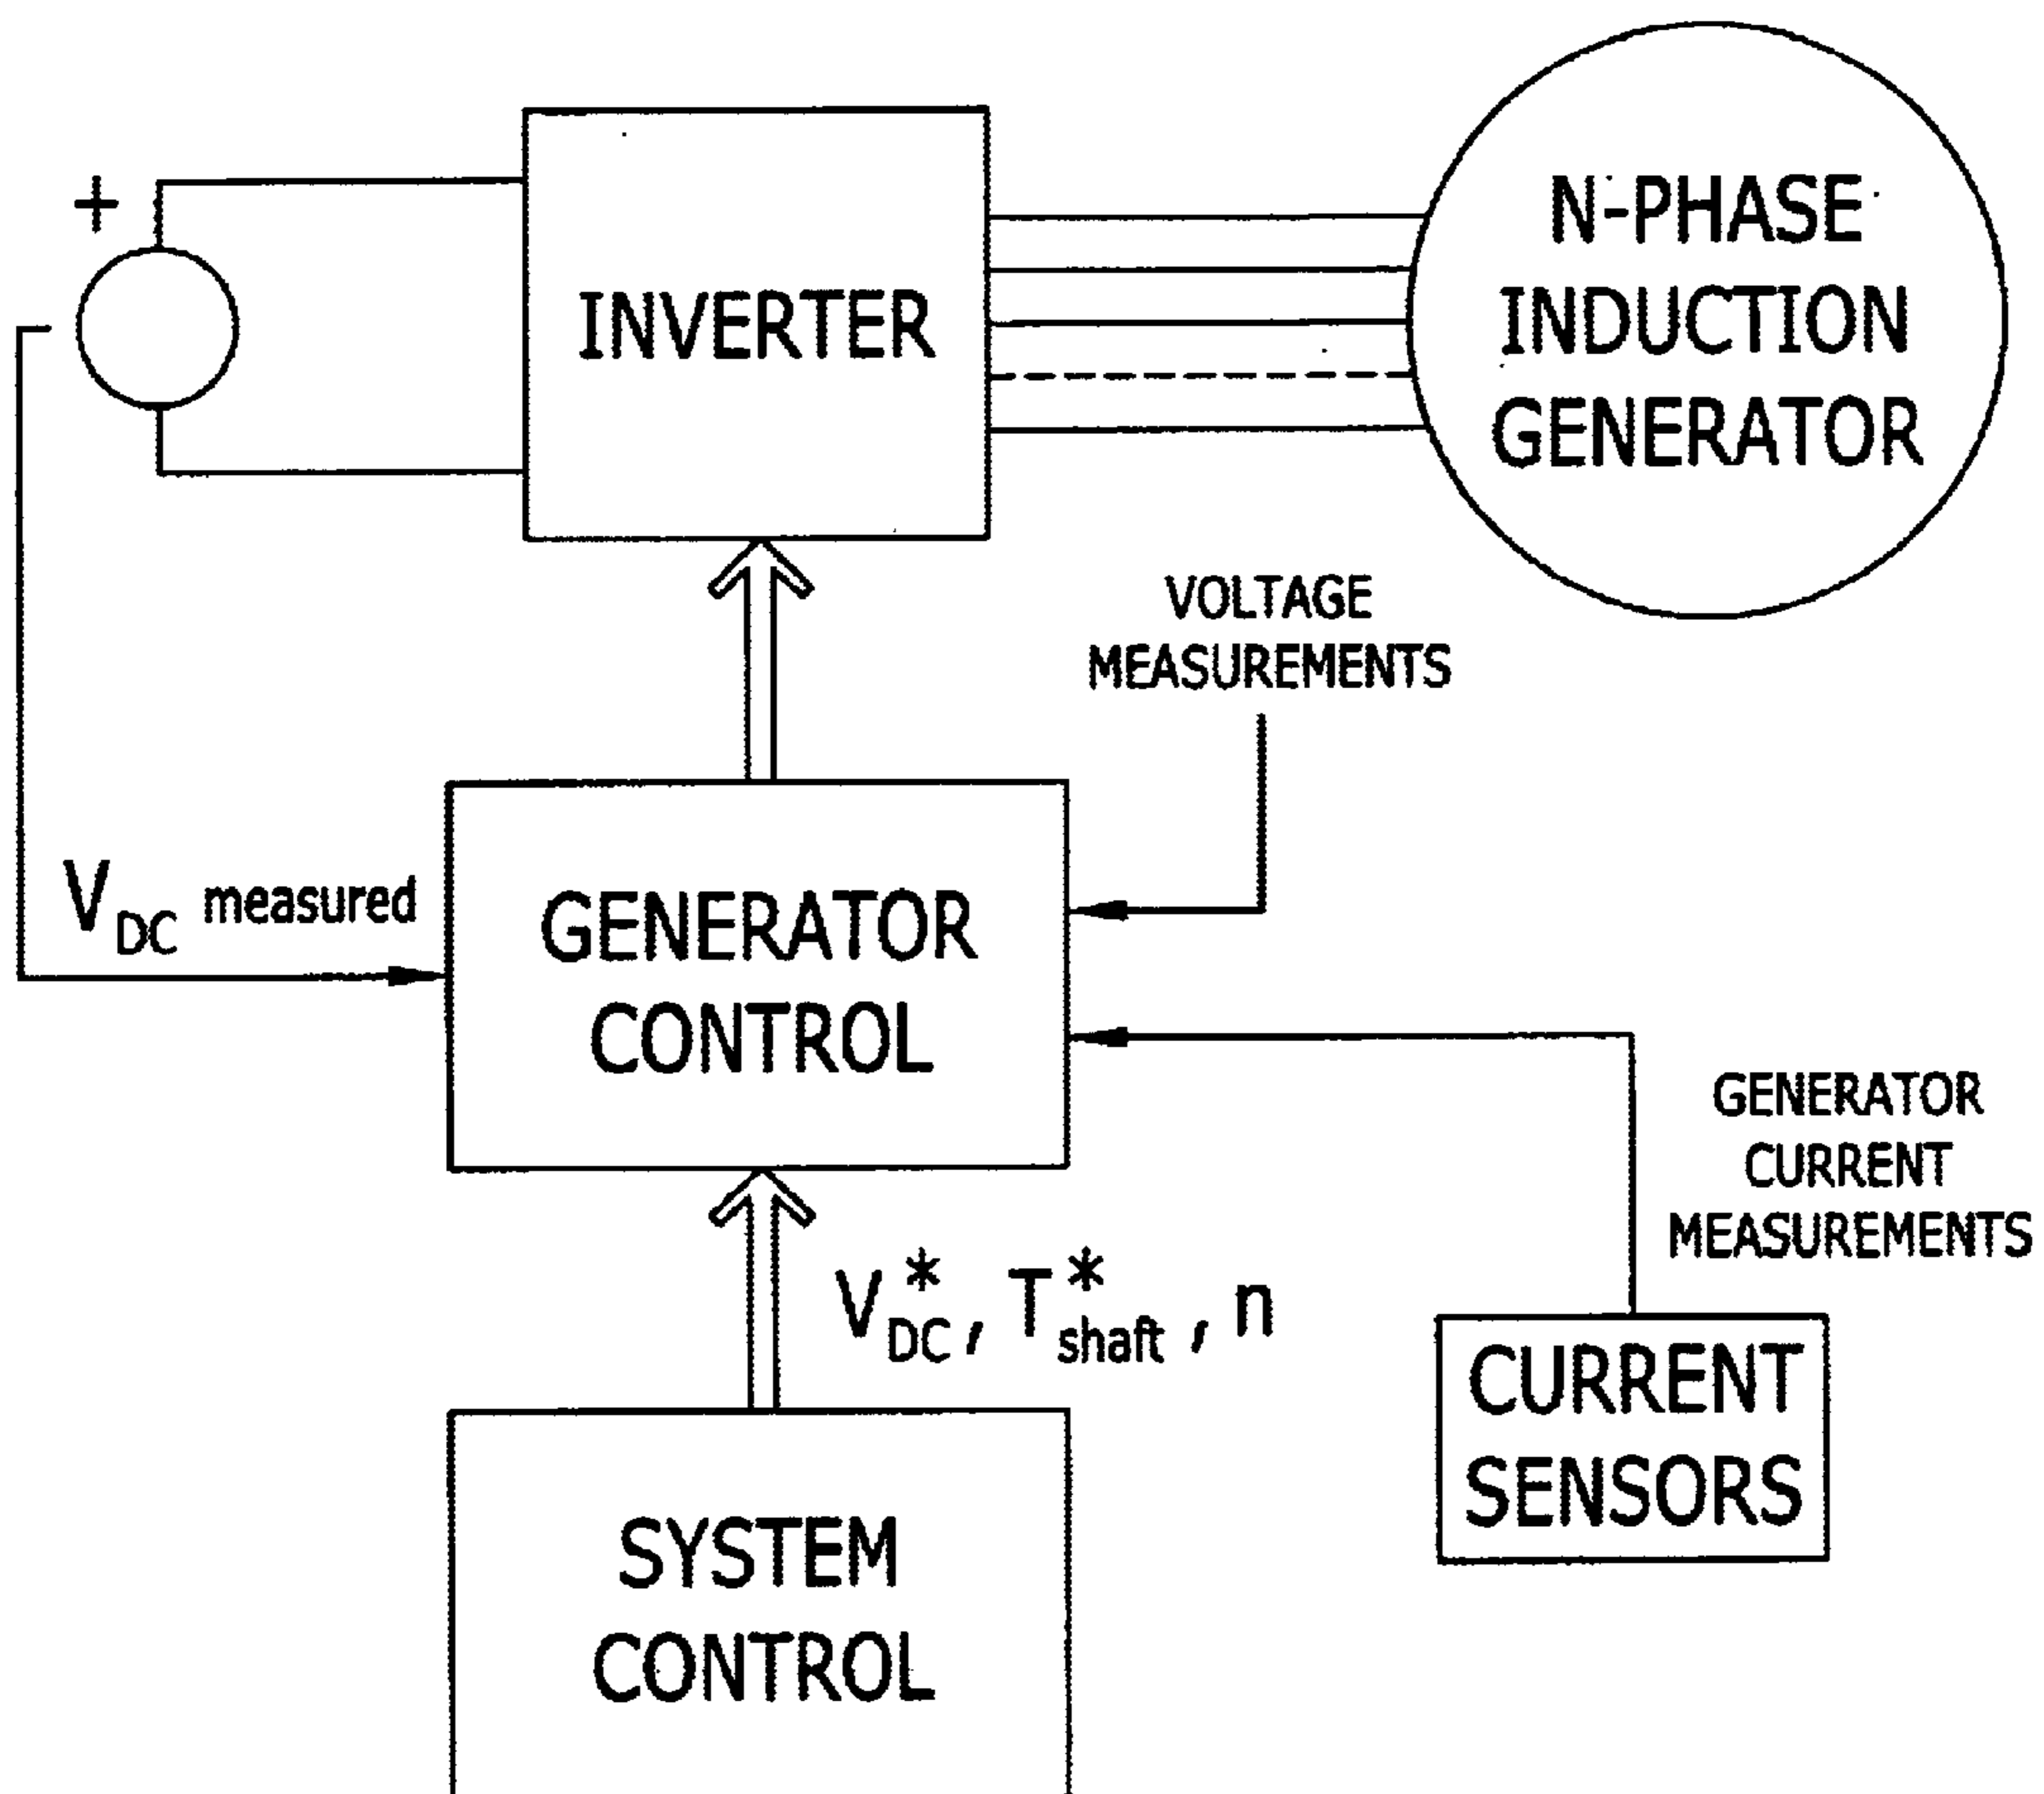 +
INVERTER
N-PHASE
INDUCTION
GENERATOR
VOLTAGE
MEASUREMENTS
V DC measured
GENERATOR
CONTROL
GENERATOR
CURRENT
MEASUREMENTS
V*DC, T*shaft, n
CURRENT
SENSORS
SYSTEM
CONTROL